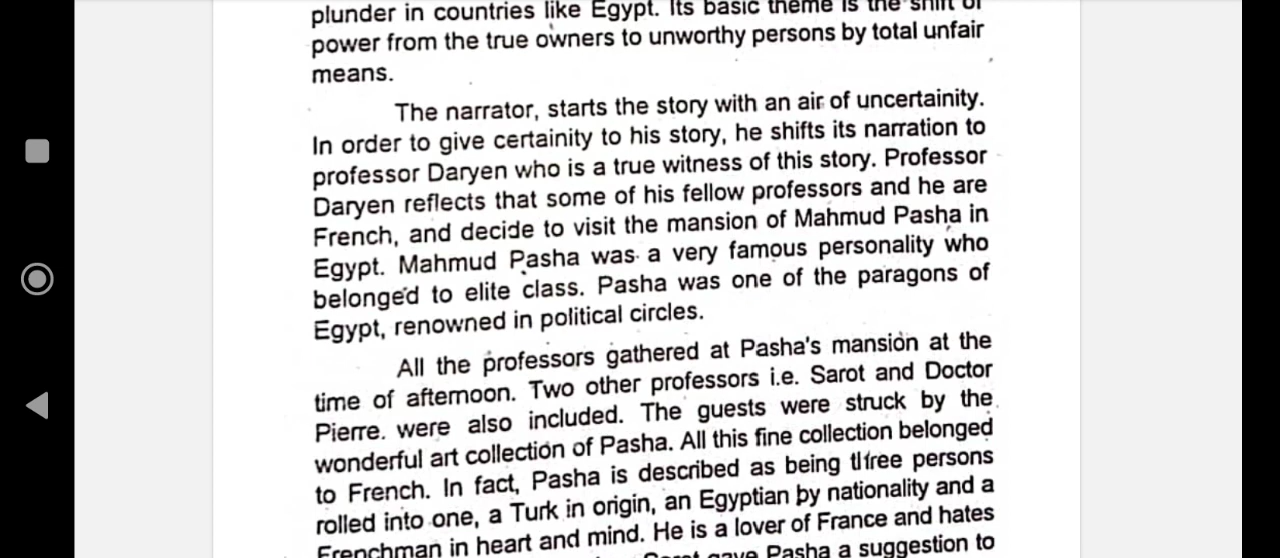 plunder in countries like Egypt. Its basic theme is the shift of
power from the true owners to unworthy persons by total unfair
means.
The narrator, starts the story with an air of uncertainity.
In order to give certainity to his story, he shifts its narration to
professor Daryen who is a true witness of this story. Professor
Daryen reflects that some of his fellow professors and he are
French, and decide to visit the mansion of Mahmud Pasha in
Egypt. Mahmud Pasha was a very famous personality who
belonged to elite class. Pasha was one of the paragons of
Egypt, renowned in political circles.
All the professors gathered at Pasha's mansion at the
time of afternoon. Two other professors i.e. Sarot and Doctor
Pierre. were also included. The guests were struck by the
wonderful art collection of Pasha. All this fine collection belonged
to French. In fact, Pasha is described as being three persons
rolled into one, a Turk in origin, an Egyptian by nationality and a
Frenchman in heart and mind. He is a lover of France and hates
Sarot gave Pasha a suggestion to